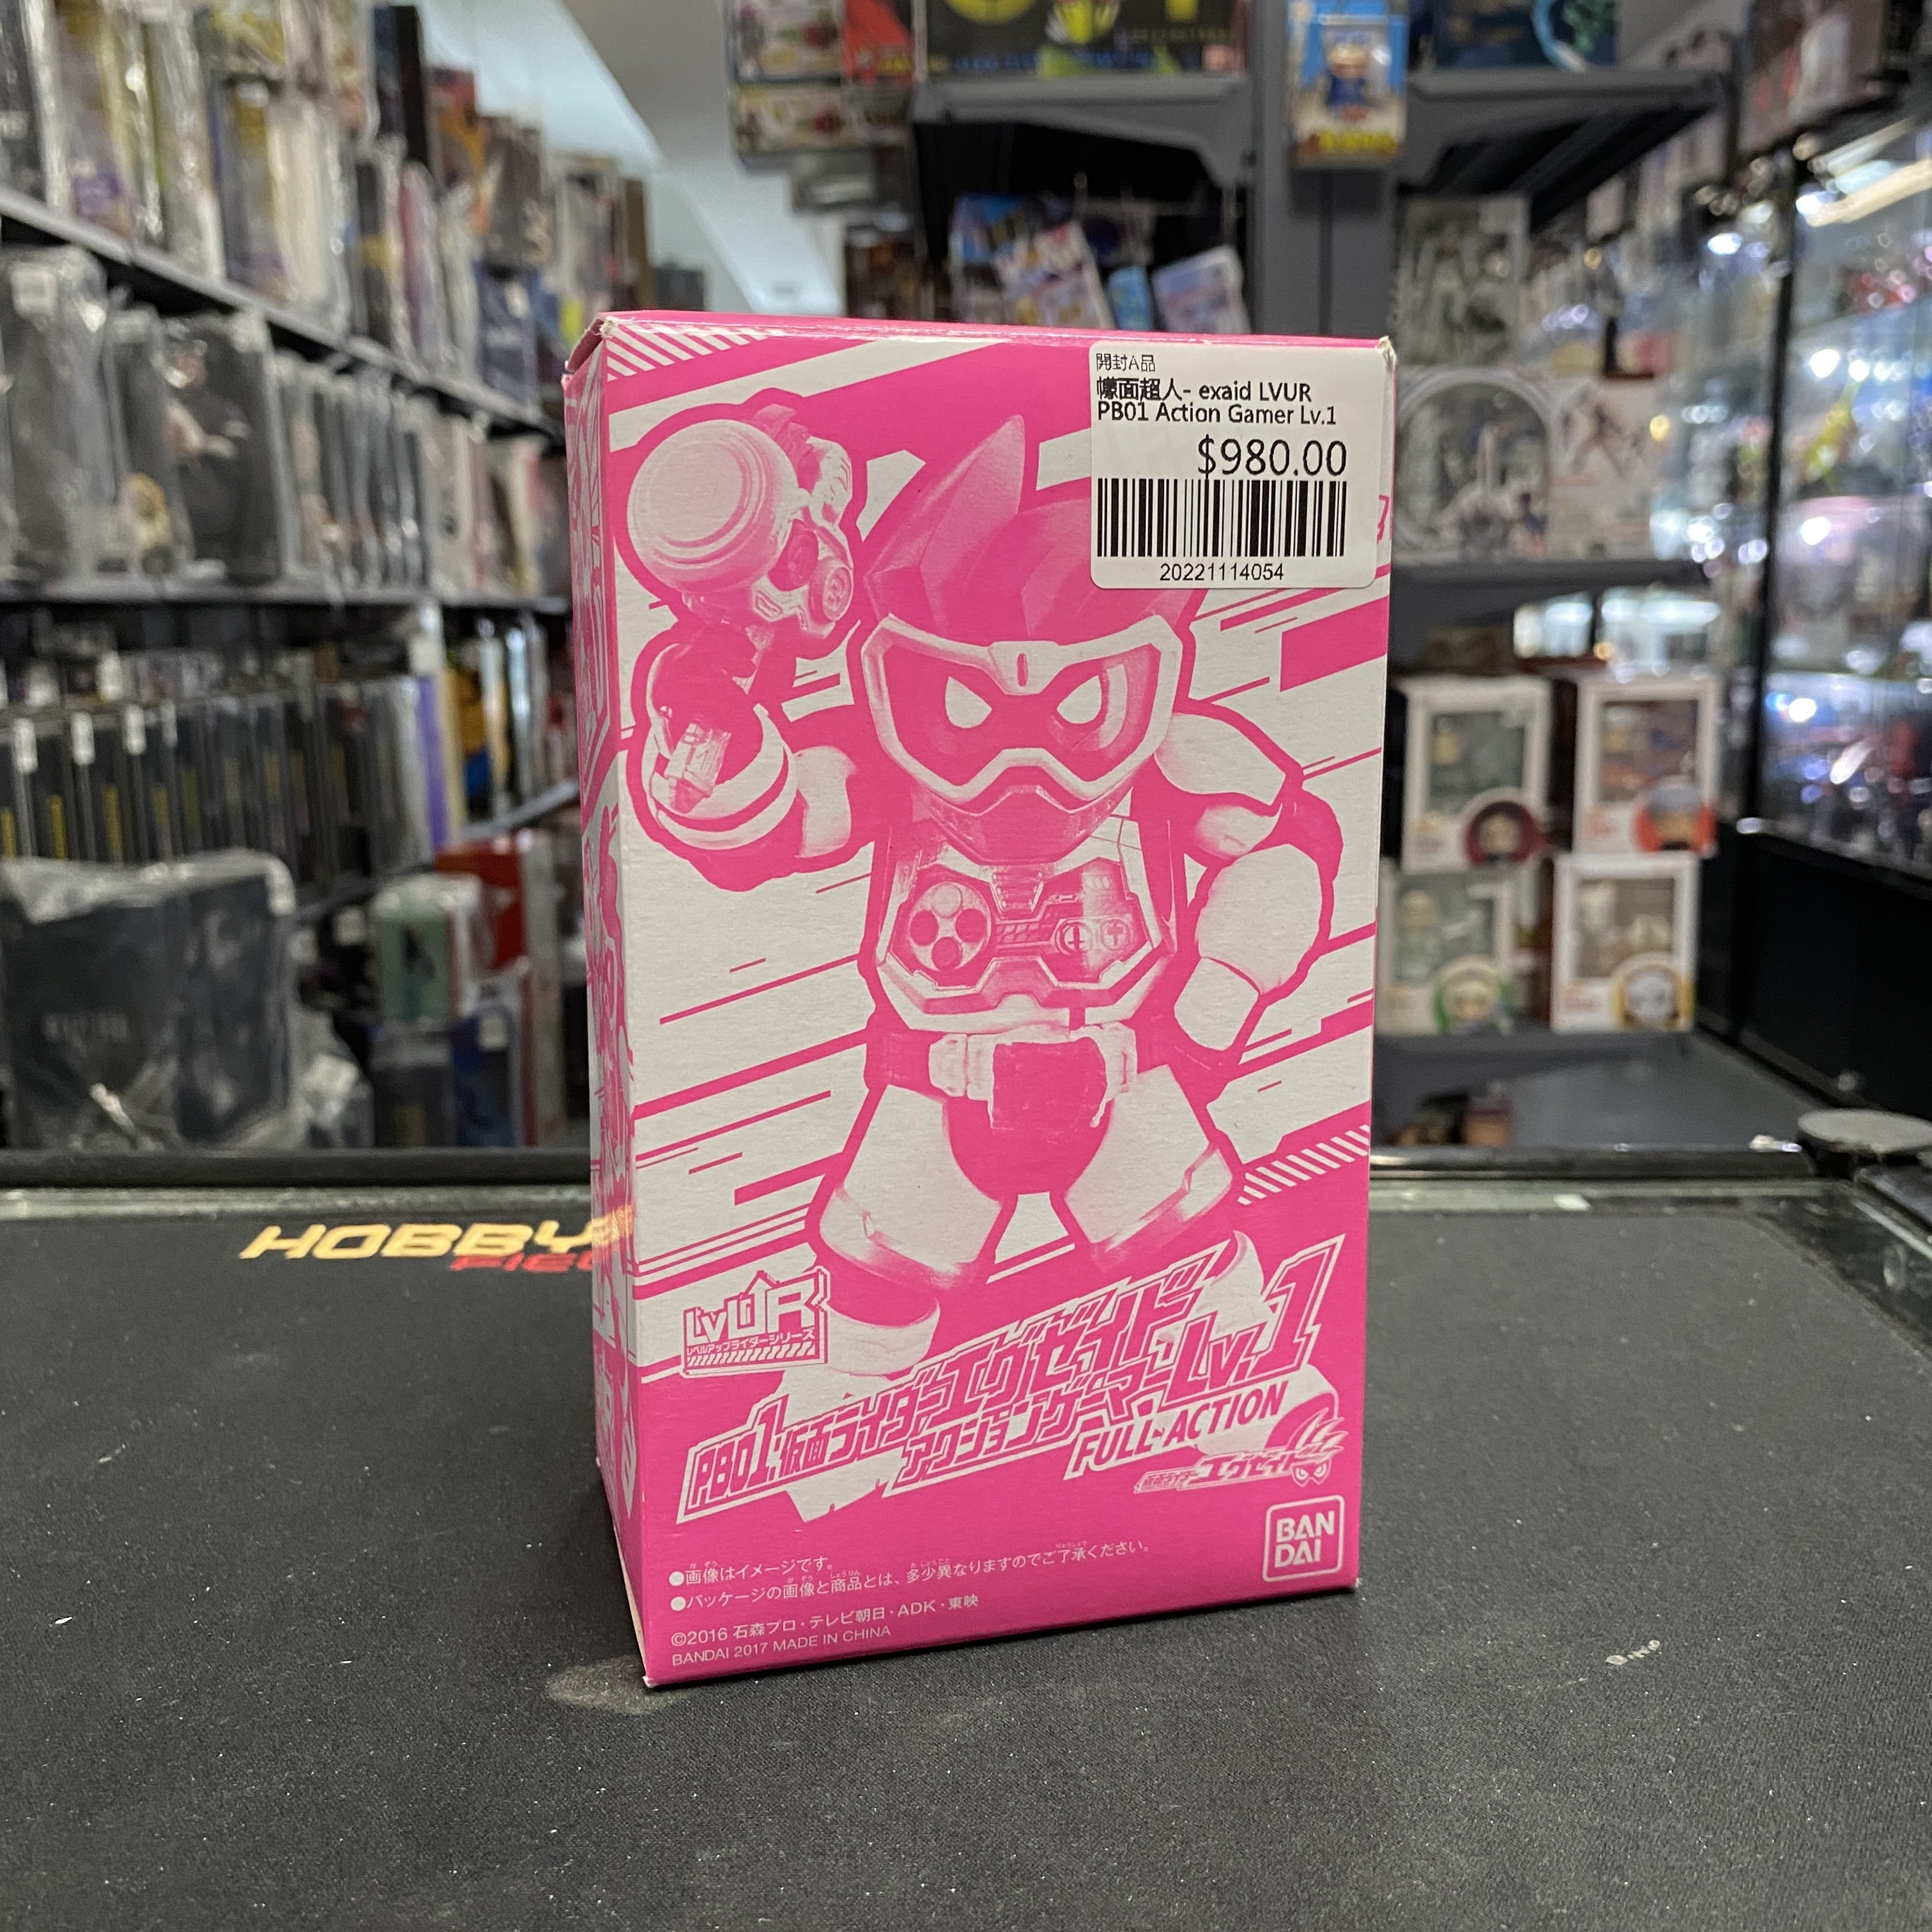 開封A品
幪面超人- exaid LVUR
PB01 Action Gamer Lv.1
$980.00
20221114054
HOBBY
LvUR
レベルアップライダーシリーズ
PB01.仮面ライダーエグゼイド
アクションゲーマーLv.1
FULL-ACTION
仮面ライダーエグゼイド
BAN
DAI
●画像はイメージです。
●パッケージの画像と商品とは、多少異なりますのでご了承ください。
©2016 石森プロ・テレビ朝日・ADK・東映
BANDAI 2017 MADE IN CHINA